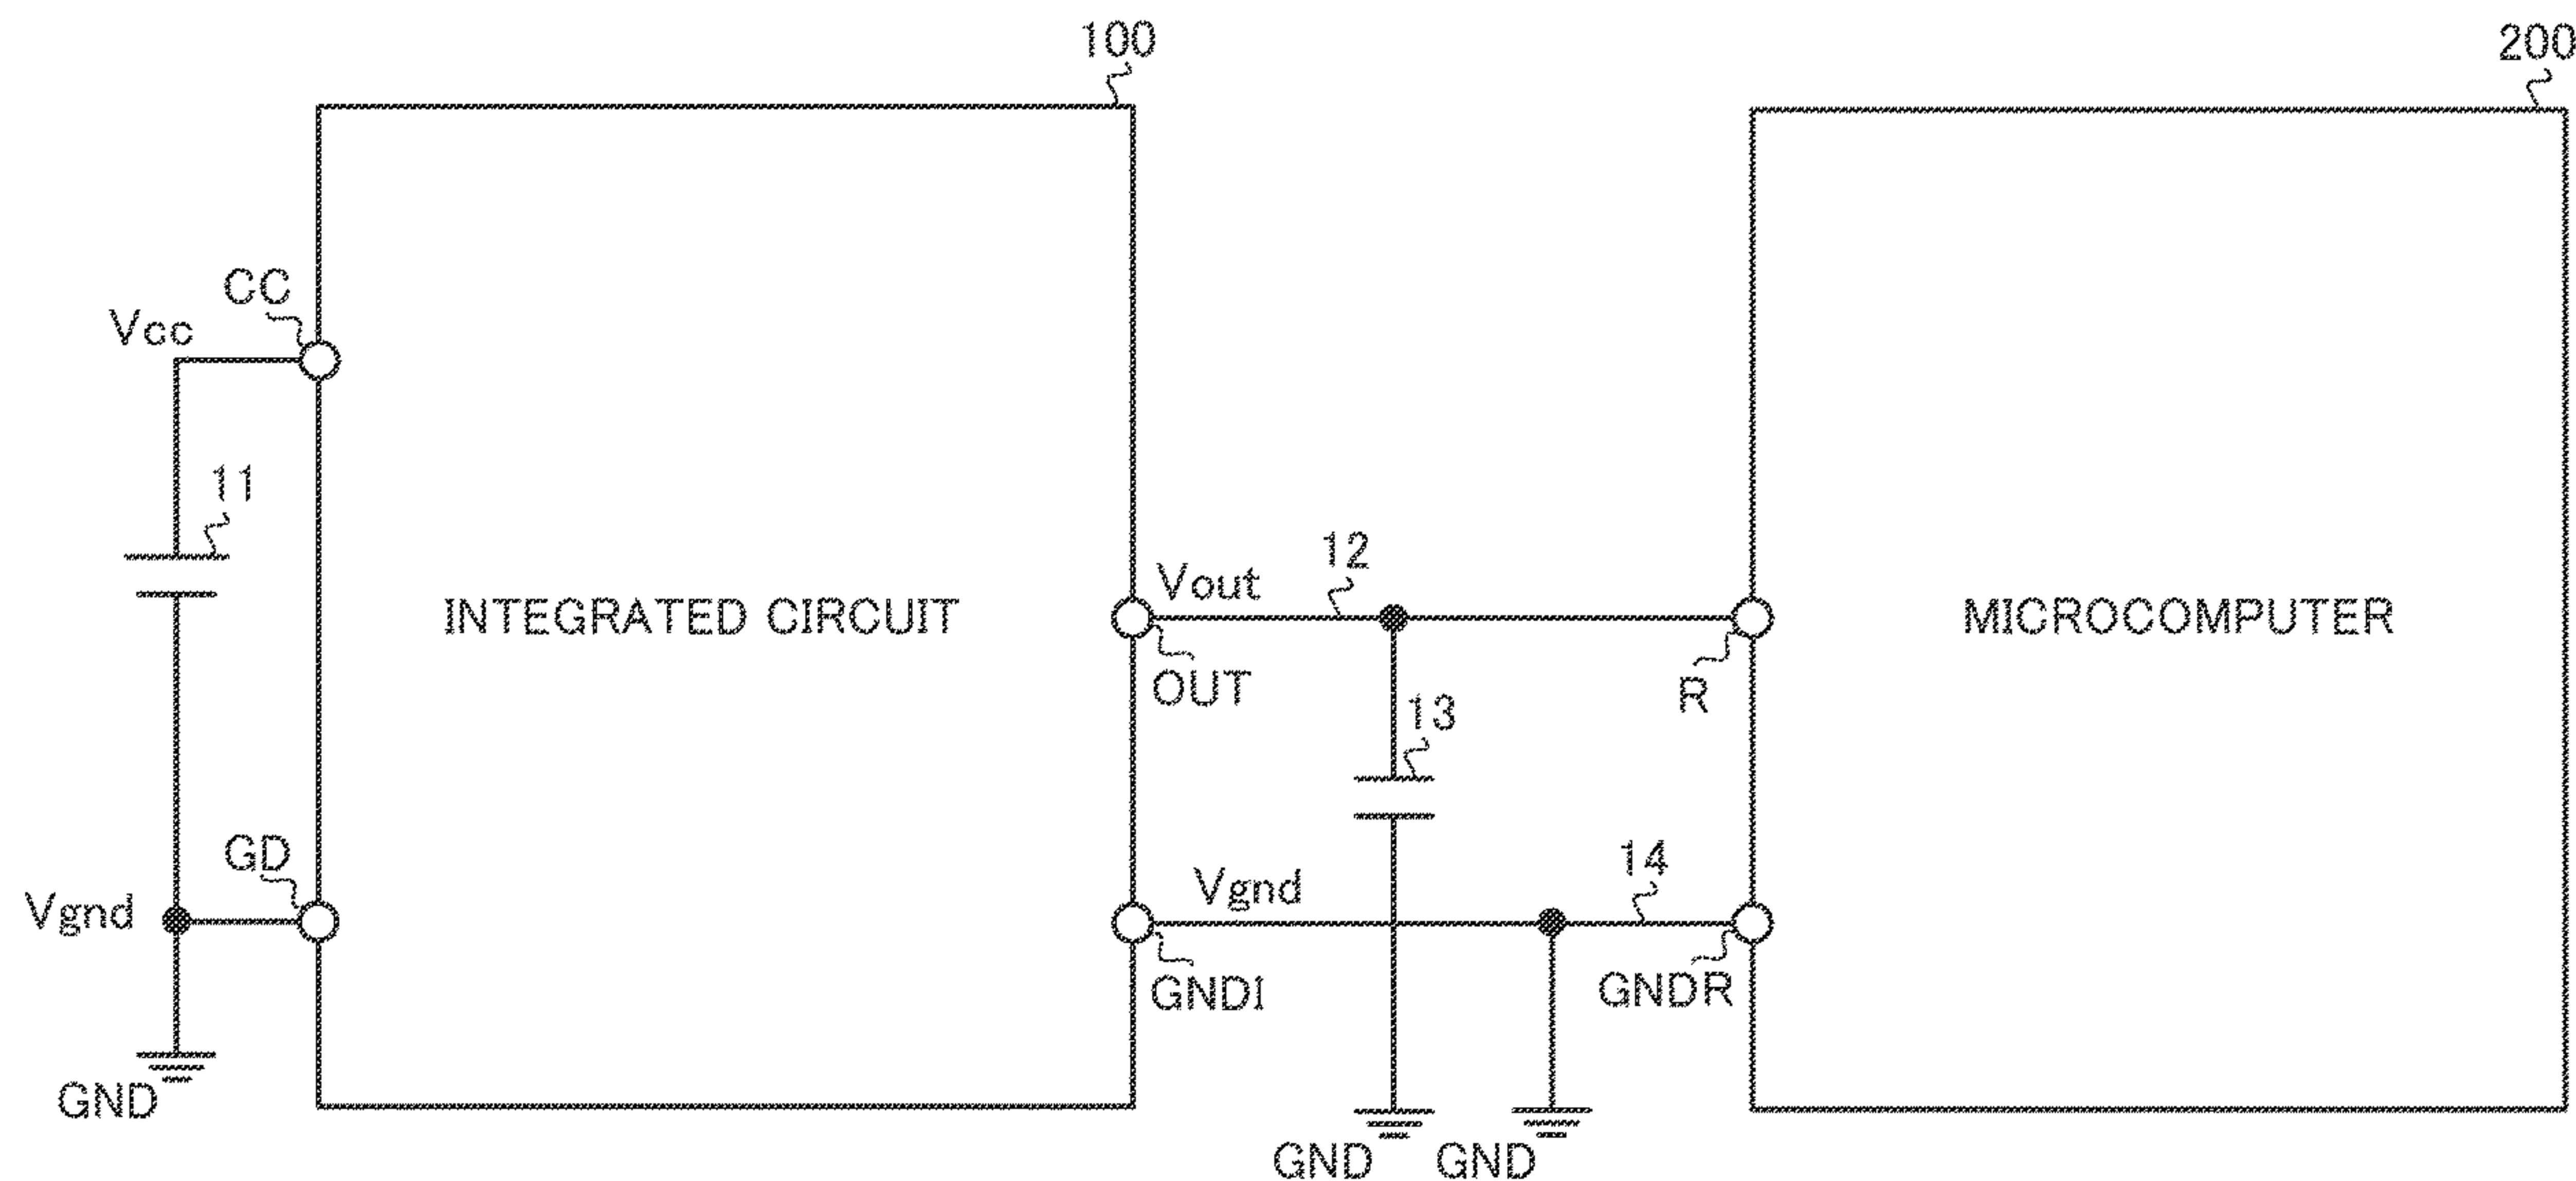 100
200
CC
Vcc
11
12
Vout
INTEGRATED CIRCUIT
MICROCOMPUTER
OUT
R
13
GD
14
Vgnd
Vgnd
GNDI
GNDR
GND
GND
GND